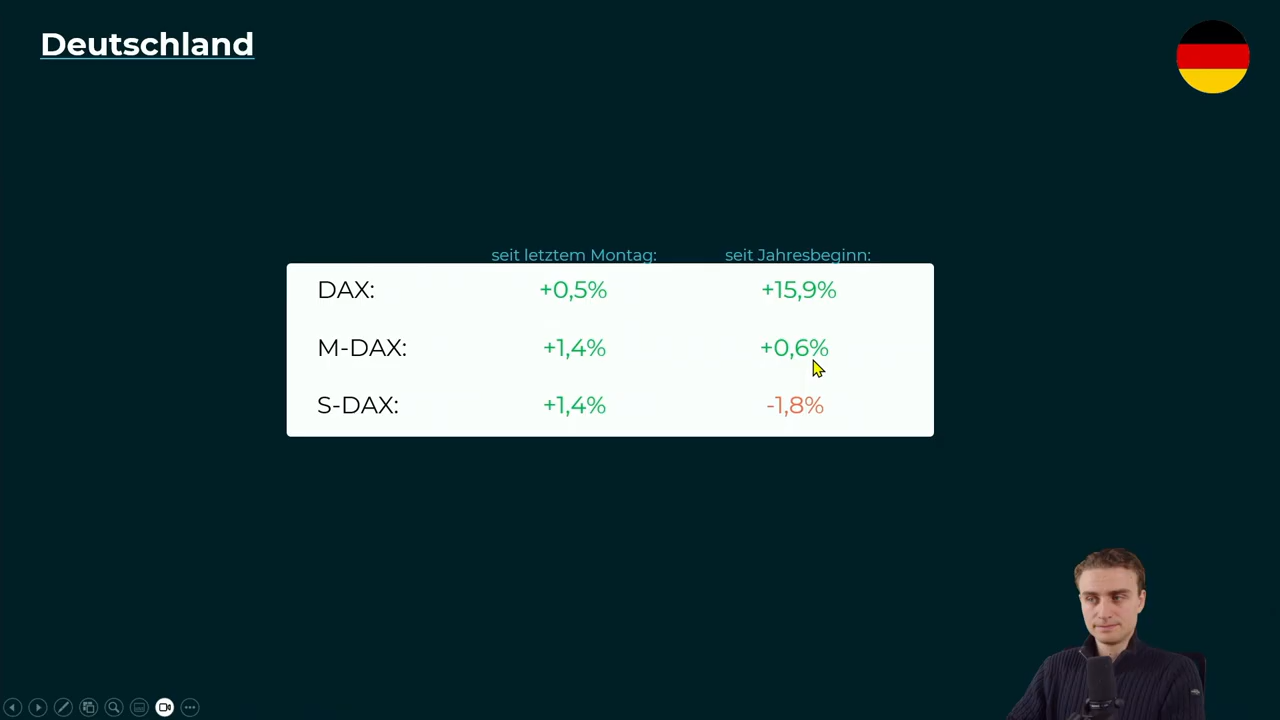 Deutschland
seit letztem Montag: seit Jahresbeginn:
DAX: +0,5% +15,9%
M-DAX: +1,4% +0,6%
S-DAX: +1,4% -1,8%